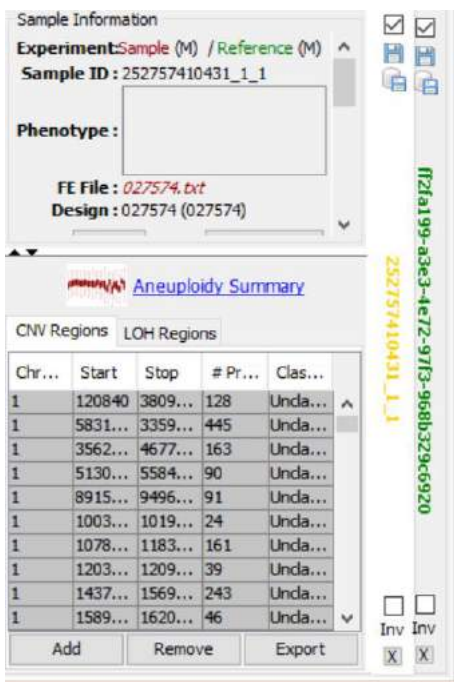 Sample Information
Experiment:Sample (M) / Reference (M)
Sample ID : 252757410431_1_1
Phenotype :
FE File : 027574.txt
Design : 027574 (027574)
Aneuploidy Summary
CNV Regions LOH Regions
Chr... Start Stop # Pr... Clas...
1 120840 3809... 128 Uncla...
1 5831... 3359... 445 Uncla...
1 3562... 4677... 163 Uncla...
1 5130... 5584... 90 Uncla...
1 8915... 9496... 91 Uncla...
1 1003... 1019... 24 Uncla...
1 1078... 1183... 161 Uncla...
1 1203... 1209... 39 Uncla...
1 1437... 1569... 243 Uncla...
1 1589... 1620... 46 Uncla...
Add Remove Export
252757410431_1_1
ff2fa199-a3e3-4e72-97f3-968b329c6920
Inv Inv
X X